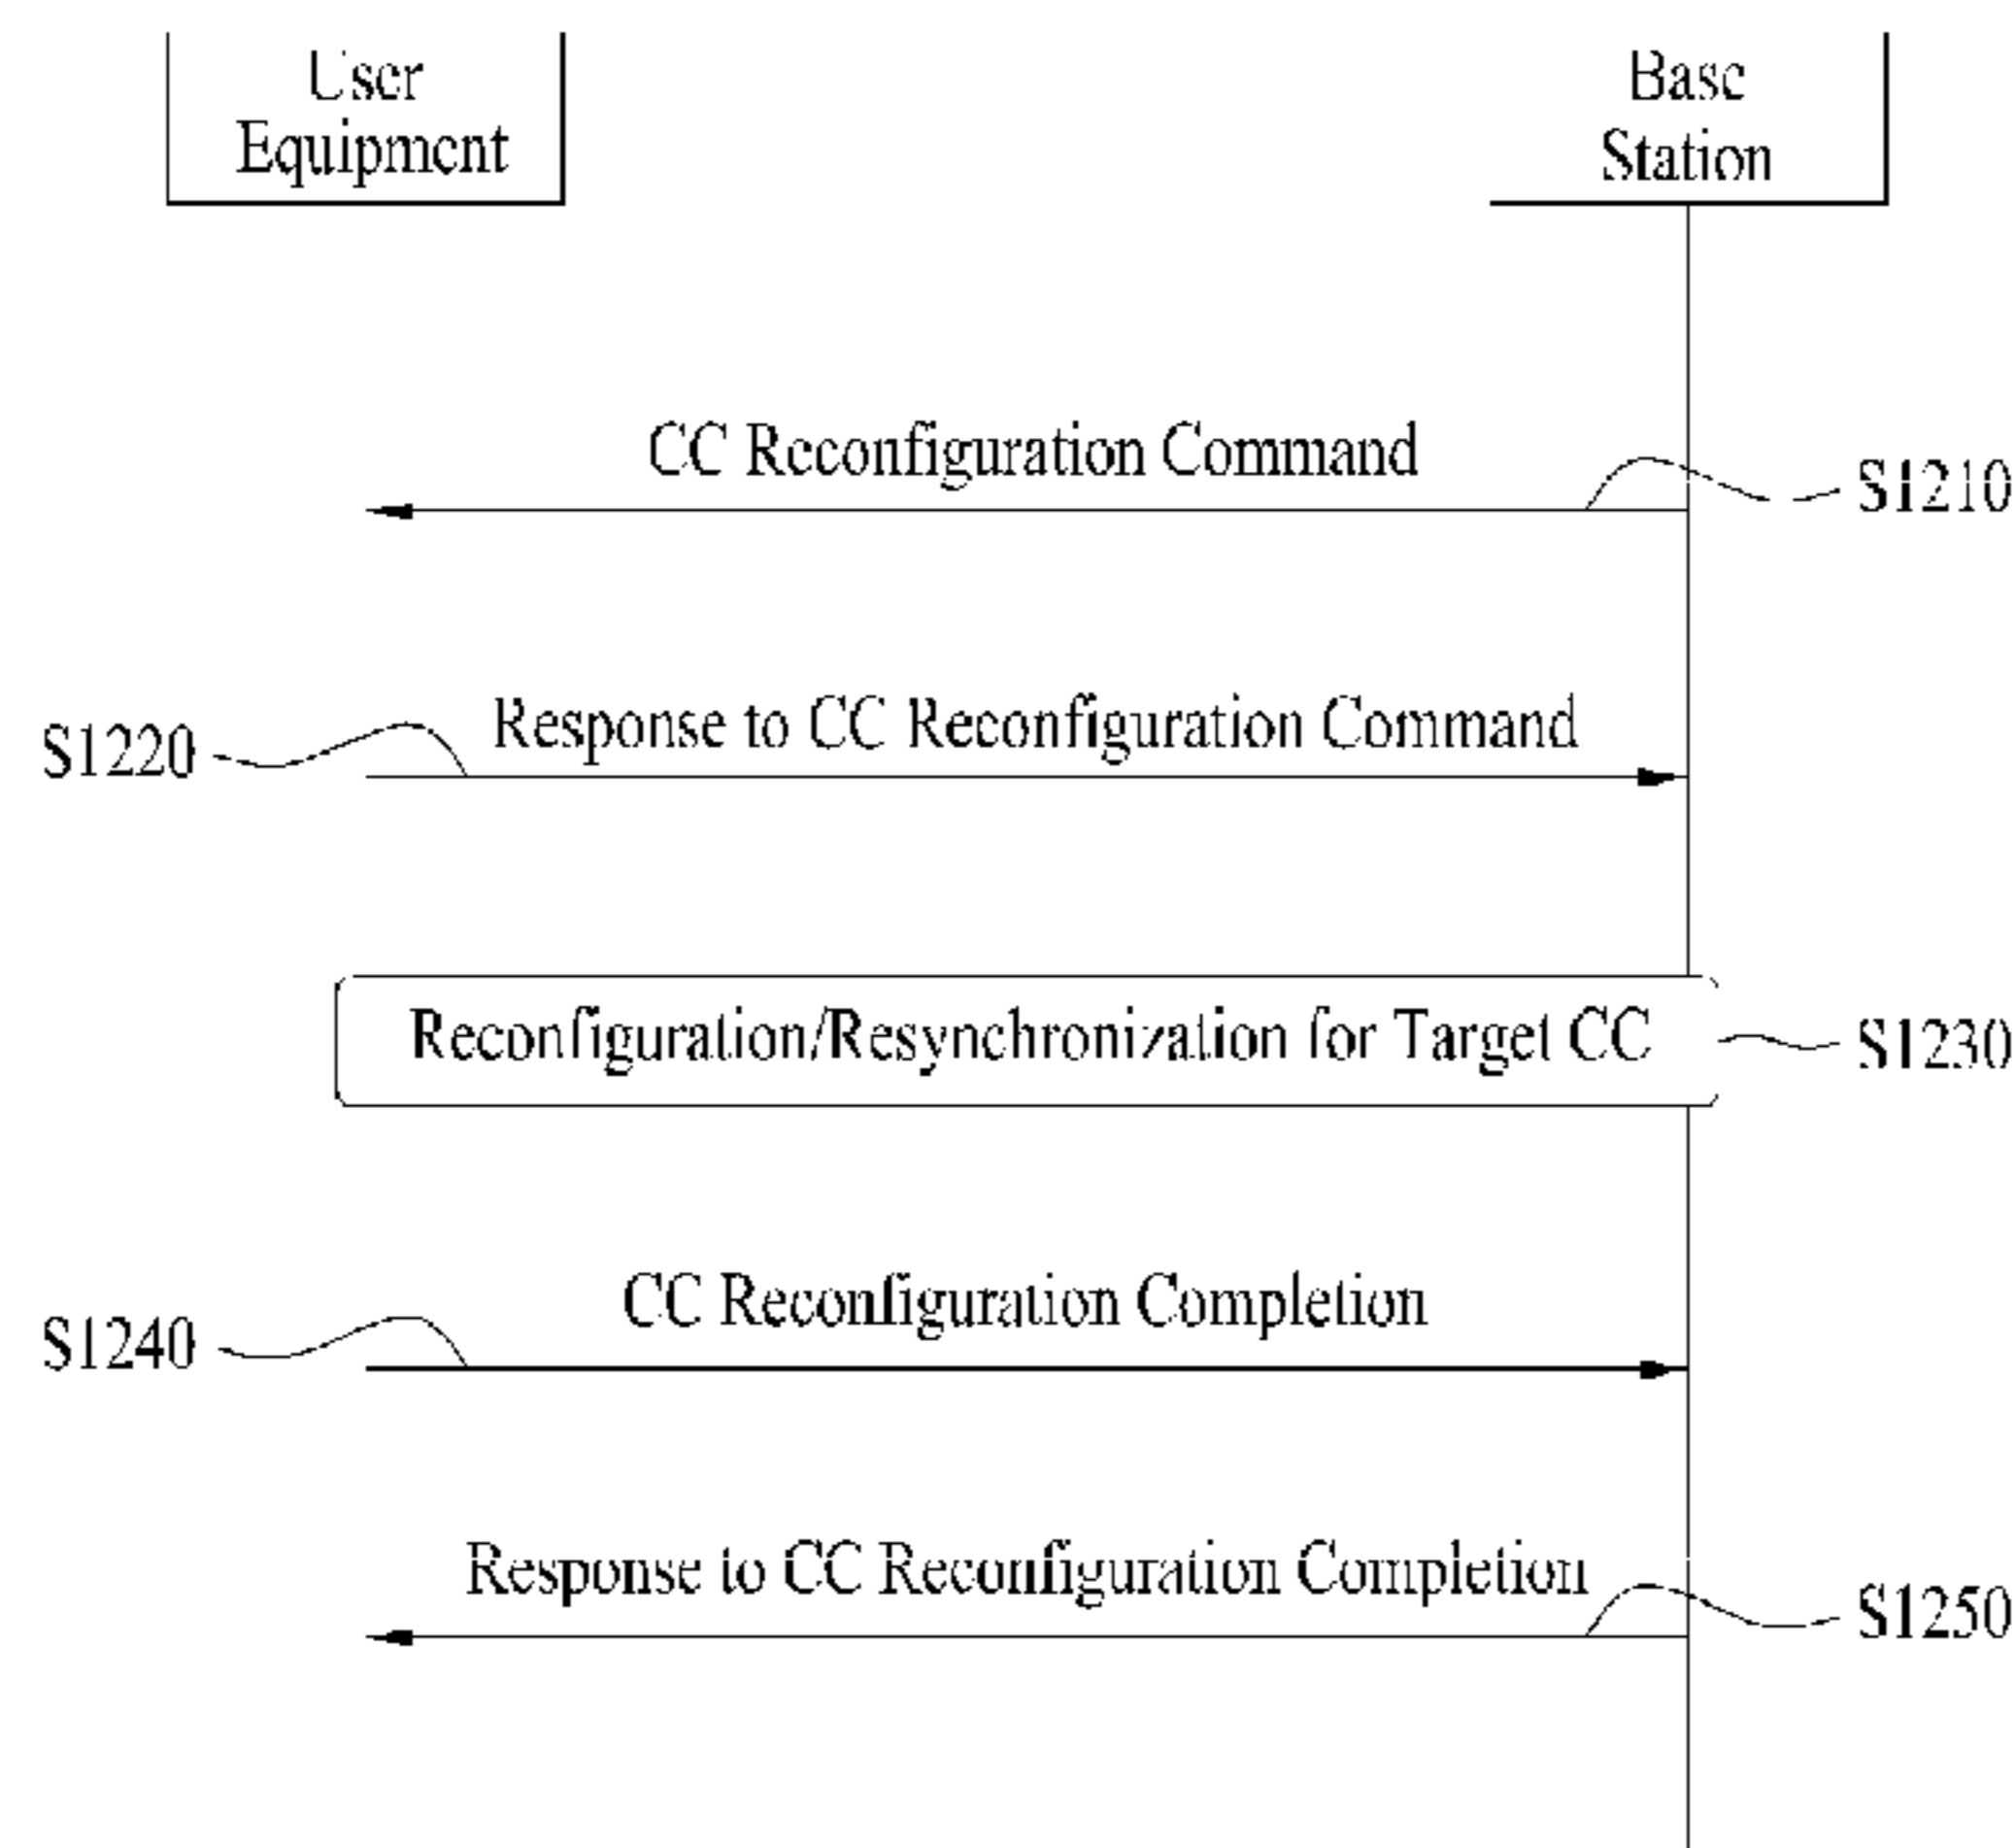 User
Equipment
Base
Station
CC Reconfiguration Command
S1210
Response to CC Reconfiguration Command
S1220
Reconfiguration/Resynchronization for Target CC
S1230
CC Reconfiguration Completion
S1240
Response to CC Reconfiguration Completion
S1250